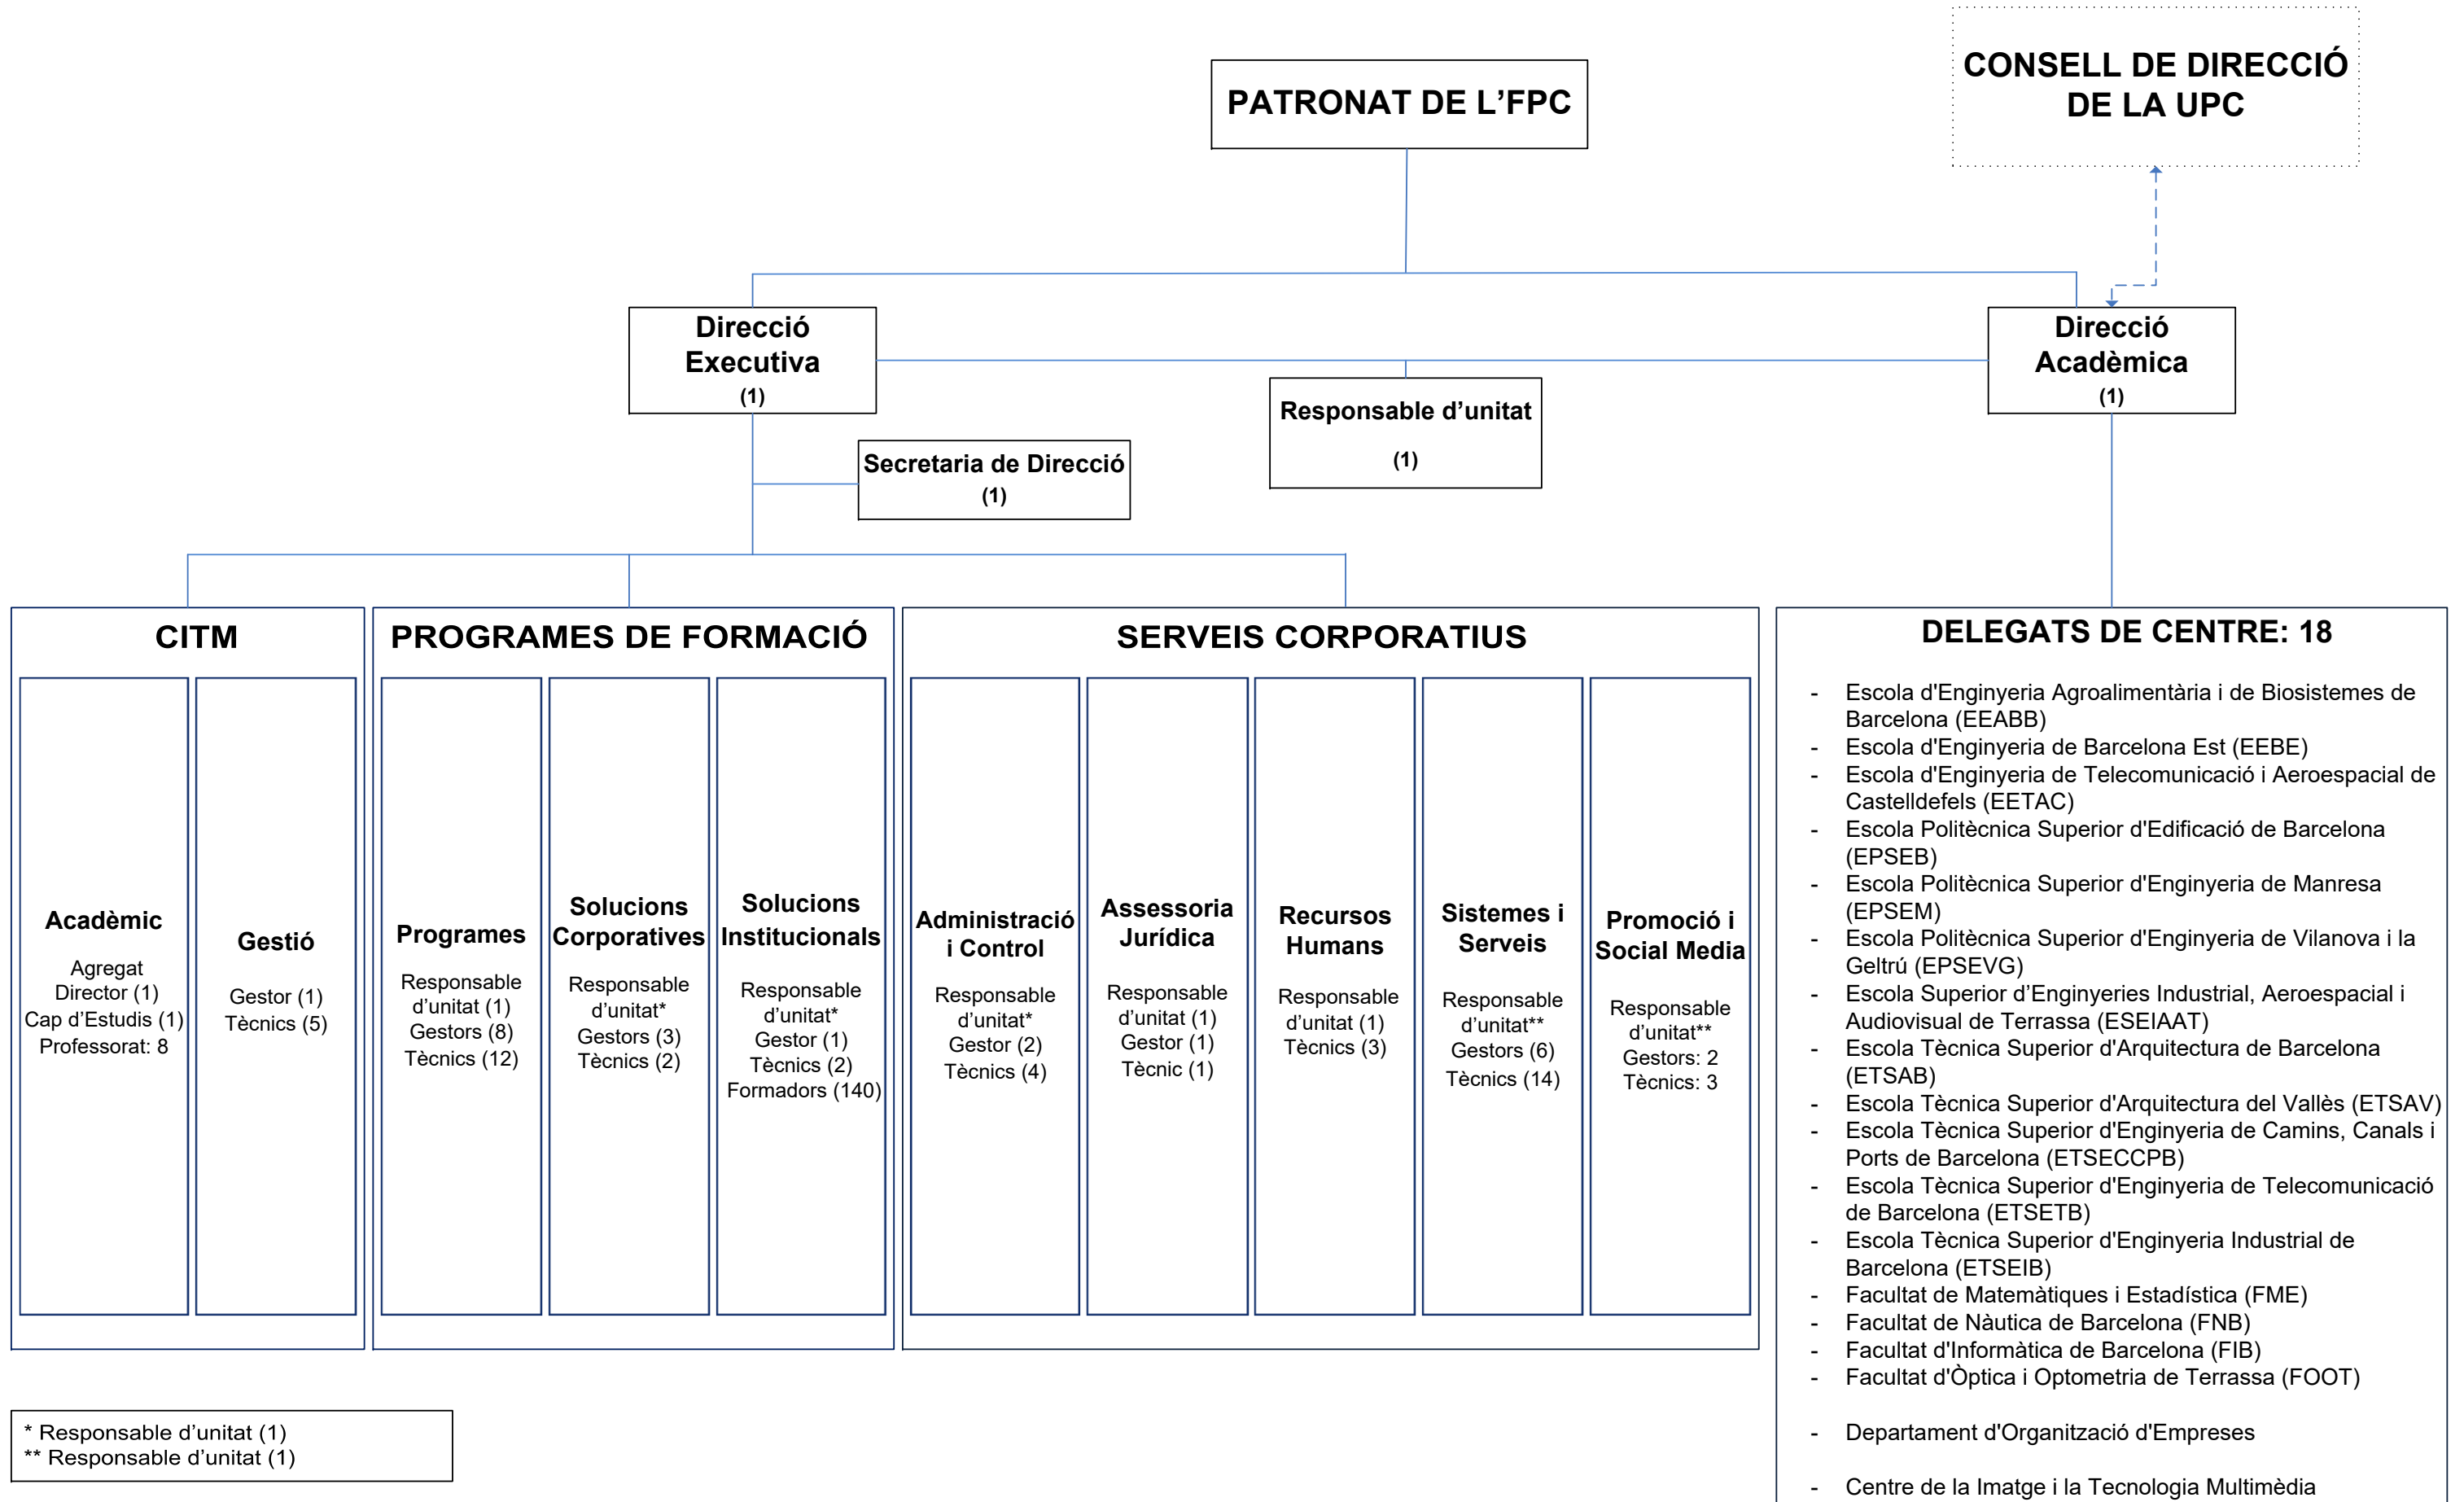 CONSELL DE DIRECCIÓ
DE LA UPC
PATRONAT DE L’FPC
Direcció
Executiva
(1)
Direcció
Acadèmica
(1)
Responsable d’unitat
(1)
Secretaria de Direcció
(1)
CITM
Acadèmic
Agregat
Director (1)
Cap d’Estudis (1)
Professorat: 8
Gestió
Gestor (1)
Tècnics (5)
PROGRAMES DE FORMACIÓ
Programes
Responsable
d’unitat (1)
Gestors (8)
Tècnics (12)
Solucions
Corporatives
Responsable
d’unitat*
Gestors (3)
Tècnics (2)
Solucions
Institucionals
Responsable
d’unitat*
Gestor (1)
Tècnics (2)
Formadors (140)
SERVEIS CORPORATIUS
Administració
i Control
Responsable
d’unitat*
Gestor (2)
Tècnics (4)
Assessoria
Jurídica
Responsable
d’unitat (1)
Gestor (1)
Tècnic (1)
Recursos
Humans
Responsable
d’unitat (1)
Tècnics (3)
Sistemes i
Serveis
Responsable
d’unitat**
Gestors (6)
Tècnics (14)
Promoció i
Social Media
Responsable
d’unitat**
Gestors: 2
Tècnics: 3
DELEGATS DE CENTRE: 18
- Escola d'Enginyeria Agroalimentària i de Biosistemes de
Barcelona (EEABB)
- Escola d'Enginyeria de Barcelona Est (EEBE)
- Escola d'Enginyeria de Telecomunicació i Aeroespacial de
Castelldefels (EETAC)
- Escola Politècnica Superior d'Edificació de Barcelona
(EPSEB)
- Escola Politècnica Superior d'Enginyeria de Manresa
(EPSEM)
- Escola Politècnica Superior d'Enginyeria de Vilanova i la
Geltrú (EPSEVG)
- Escola Superior d’Enginyeries Industrial, Aeroespacial i
Audiovisual de Terrassa (ESEIAAT)
- Escola Tècnica Superior d'Arquitectura de Barcelona
(ETSAB)
- Escola Tècnica Superior d'Arquitectura del Vallès (ETSAV)
- Escola Tècnica Superior d'Enginyeria de Camins, Canals i
Ports de Barcelona (ETSECCPB)
- Escola Tècnica Superior d'Enginyeria de Telecomunicació
de Barcelona (ETSETB)
- Escola Tècnica Superior d'Enginyeria Industrial de
Barcelona (ETSEIB)
- Facultat de Matemàtiques i Estadística (FME)
- Facultat de Nàutica de Barcelona (FNB)
- Facultat d'Informàtica de Barcelona (FIB)
- Facultat d'Òptica i Optometria de Terrassa (FOOT)
- Departament d'Organització d'Empreses
- Centre de la Imatge i la Tecnologia Multimèdia
* Responsable d’unitat (1)
** Responsable d’unitat (1)